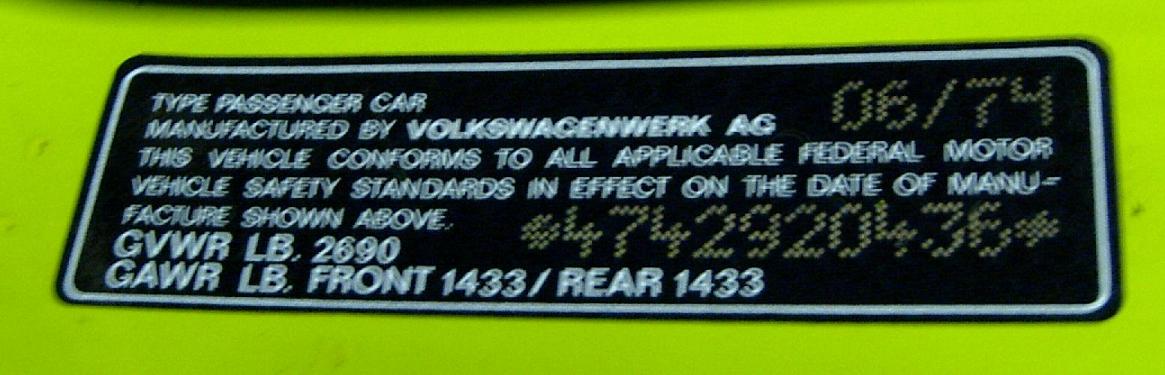 TYPE PASSENGER CAR 06/74
MANUFACTURED BY VOLKSWAGENWERK AG
THIS VEHICLE CONFORMS TO ALL APPLICABLE FEDERAL MOTOR
VEHICLE SAFETY STANDARDS IN EFFECT ON THE DATE OF MANU-
FACTURE SHOWN ABOVE. *4742920436*
GVWR LB. 2690
GAWR LB. FRONT 1433 / REAR 1433